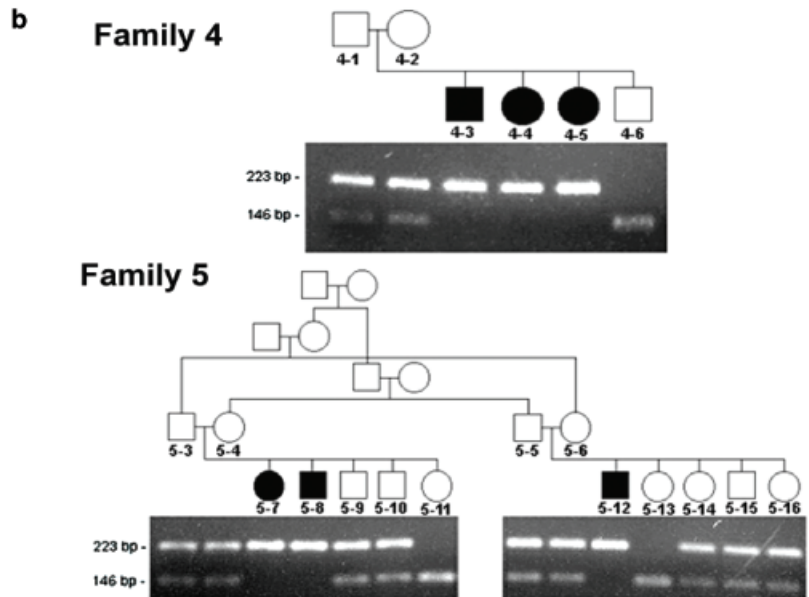 b
Family 4
4-1 4-2
4-3 4-4 4-5 4-6
223 bp -
146 bp -
Family 5
5-3 5-4 5-5 5-6
5-7 5-8 5-9 5-10 5-11 5-12 5-13 5-14 5-15 5-16
223 bp -
146 bp -